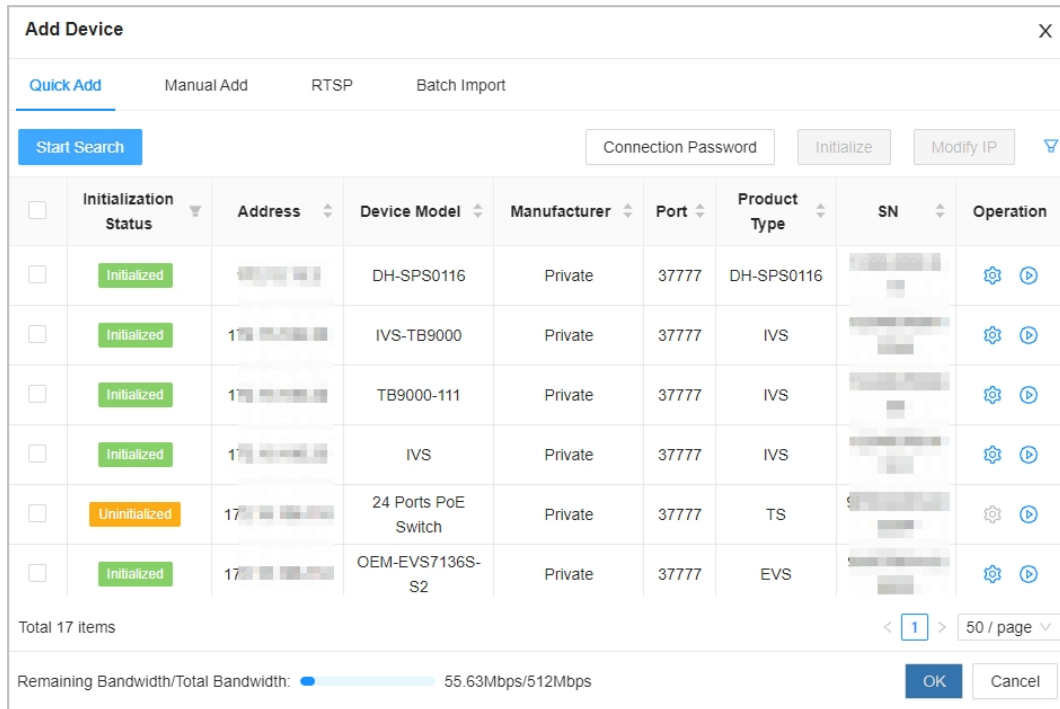 Add Device
X
Quick Add Manual Add RTSP Batch Import
Start Search Connection Password Initialize Modify IP
Initialization Status Address Device Model Manufacturer Port Product Type SN Operation
Initialized DH-SPS0116 Private 37777 DH-SPS0116
Initialized IVS-TB9000 Private 37777 IVS
Initialized TB9000-111 Private 37777 IVS
Initialized IVS Private 37777 IVS
Uninitialized 24 Ports PoE Switch Private 37777 TS
Initialized OEM-EVS7136S-S2 Private 37777 EVS
Total 17 items < 1 > 50 / page
Remaining Bandwidth/Total Bandwidth: 55.63Mbps/512Mbps OK Cancel